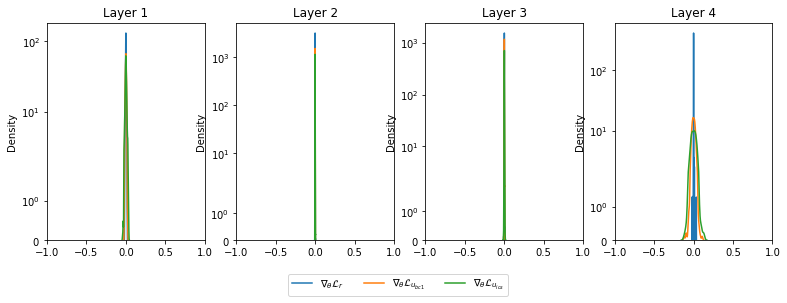 Layer 1 Layer 2 Layer 3 Layer 4
Density Density Density Density
10² 10³ 10³ 10²
10¹ 10² 10² 10¹
10⁰ 10¹ 10¹ 10⁰
10⁰ 10⁰
0 0 0 0
−1.0 −0.5 0.0 0.5 1.0 −1.0 −0.5 0.0 0.5 1.0 −1.0 −0.5 0.0 0.5 1.0 −1.0 −0.5 0.0 0.5 1.0
∇θℒr ∇θℒu_bc1 ∇θℒu_ics